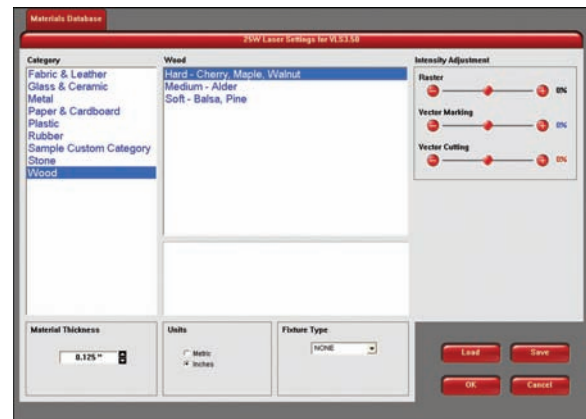 Materials Database
25W Laser Settings for VLS3.50
Category
Fabric & Leather
Glass & Ceramic
Metal
Paper & Cardboard
Plastic
Rubber
Sample Custom Category
Stone
Wood
Wood
Hard - Cherry, Maple, Walnut
Medium - Alder
Soft - Balsa, Pine
Intensity Adjustment
Raster
0%
Vector Marking
0%
Vector Cutting
0%
Material Thickness
0.125 "
Units
Metric
Inches
Fixture Type
NONE
Load
Save
OK
Cancel